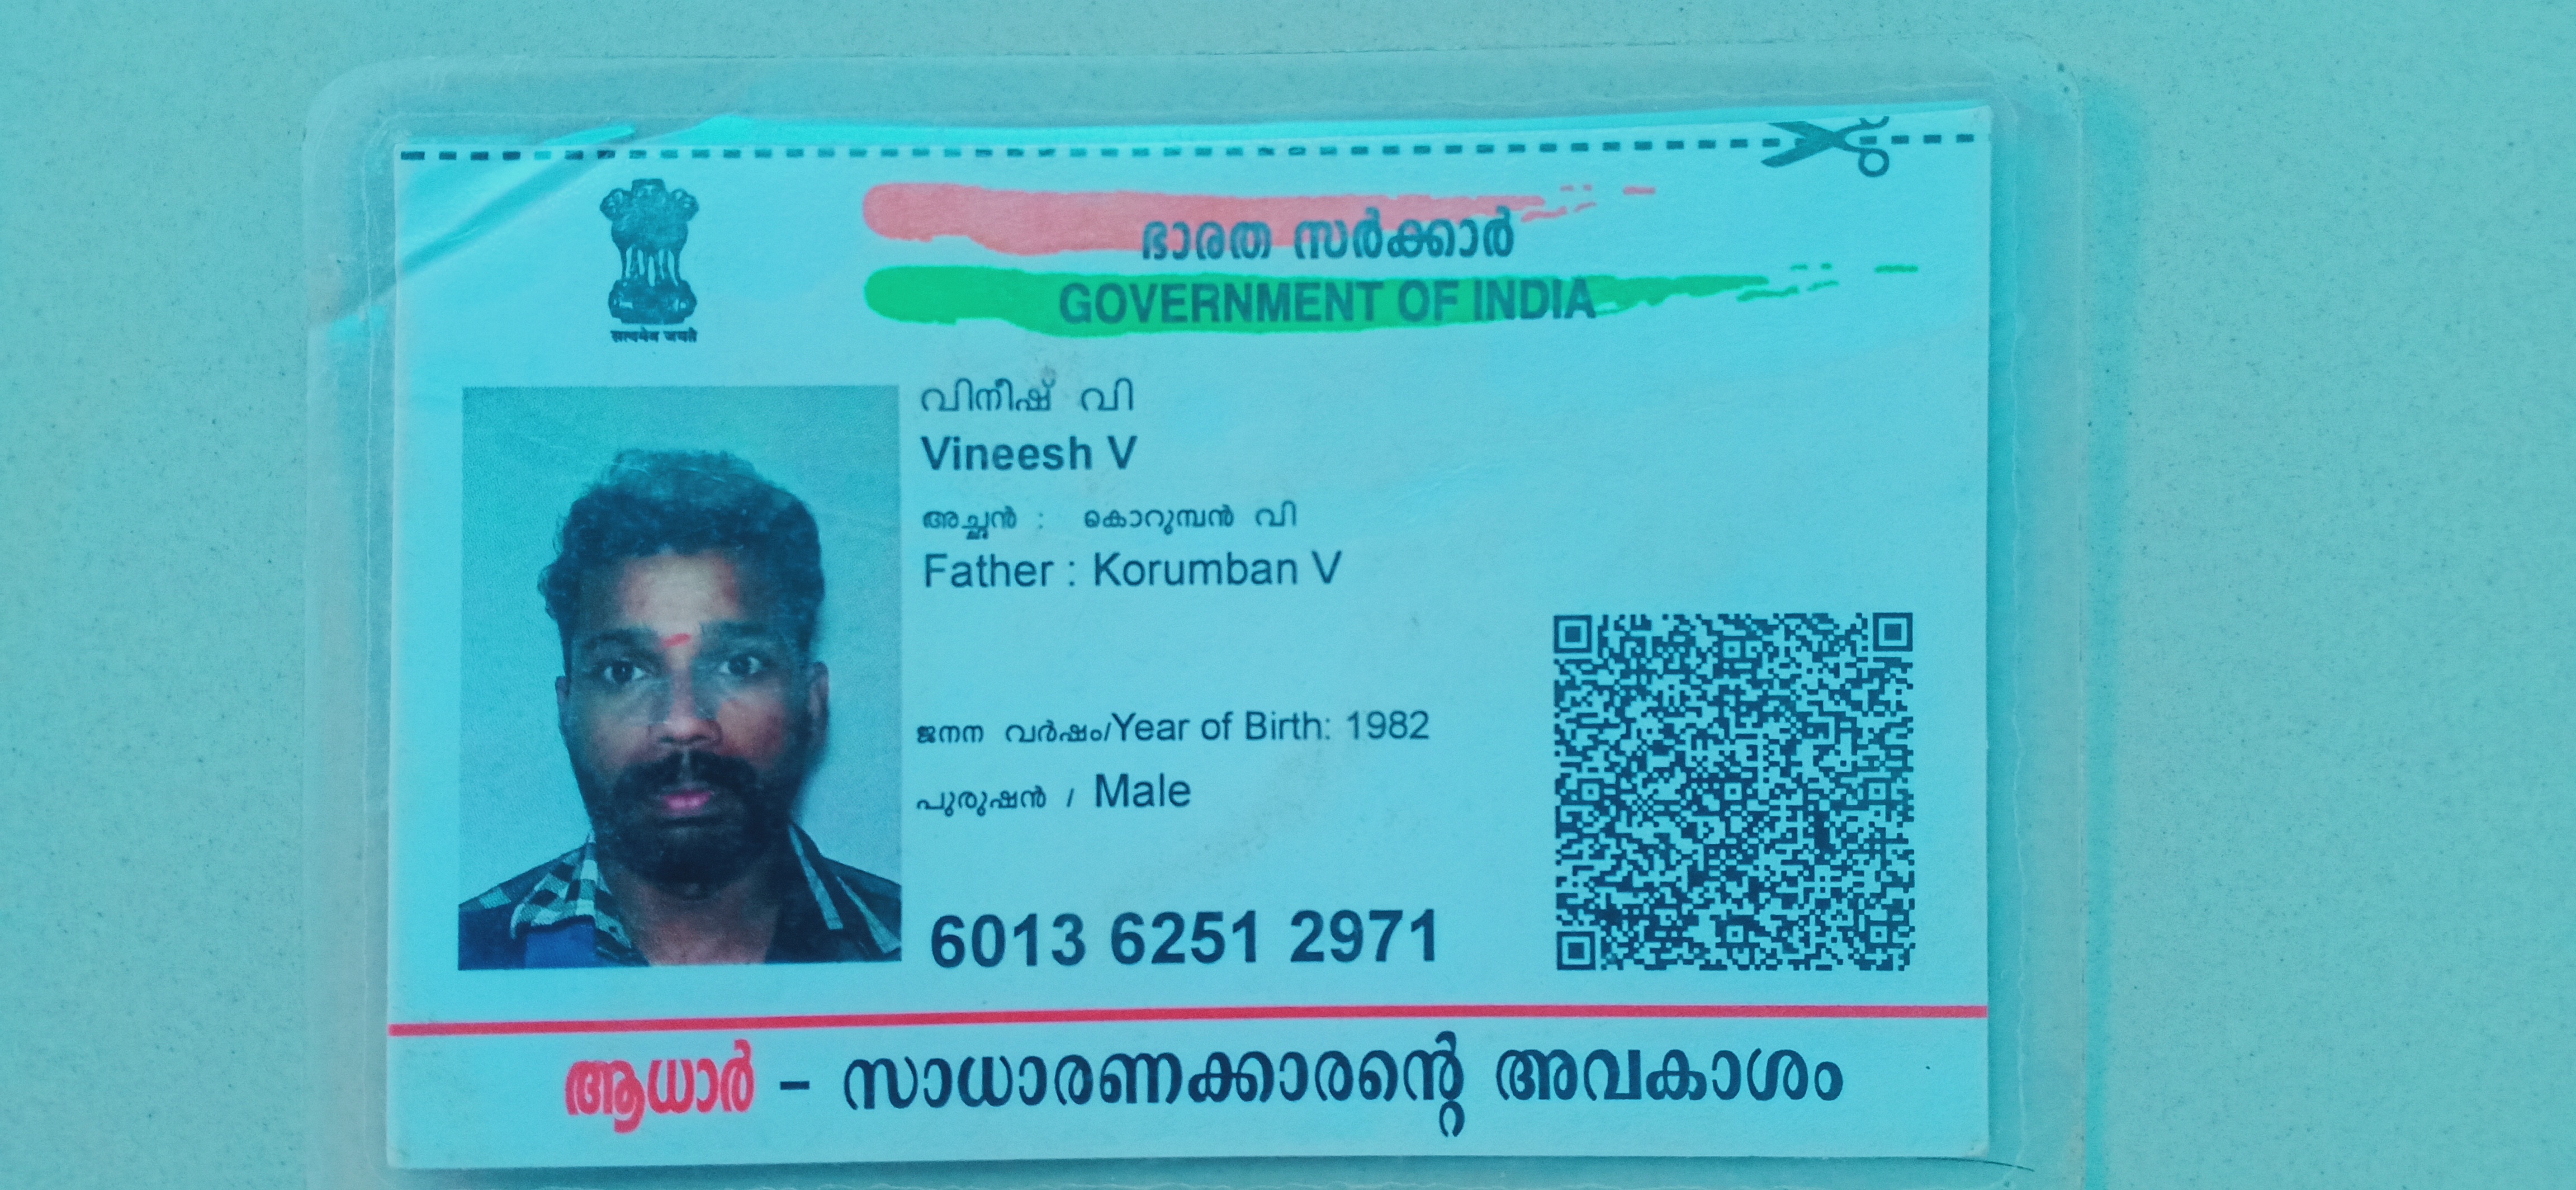 ഭാരത സർക്കാർ
GOVERNMENT OF INDIA
सत्यमेव जयते
വിനീഷ് വി
Vineesh V
അച്ഛൻ : കൊറുമ്പൻ വി
Father : Korumban V
ജനന വർഷം/Year of Birth: 1982
പുരുഷൻ / Male
6013 6251 2971
ആധാർ – സാധാരണക്കാരന്റെ അവകാശം